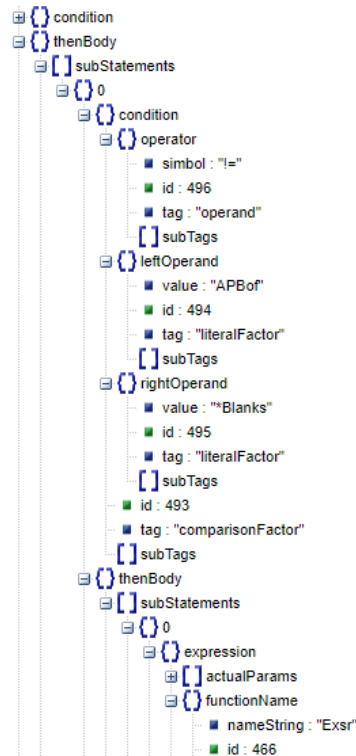 {} condition
{} thenBody
[] subStatements
{} 0
{} condition
{} operator
simbol : "!="
id : 496
tag : "operand"
[] subTags
{} leftOperand
value : "APBof"
id : 494
tag : "literalFactor"
[] subTags
{} rightOperand
value : "*Blanks"
id : 495
tag : "literalFactor"
[] subTags
id : 493
tag : "comparisonFactor"
[] subTags
{} thenBody
[] subStatements
{} 0
{} expression
[] actualParams
{} functionName
nameString : "Exsr"
id : 466